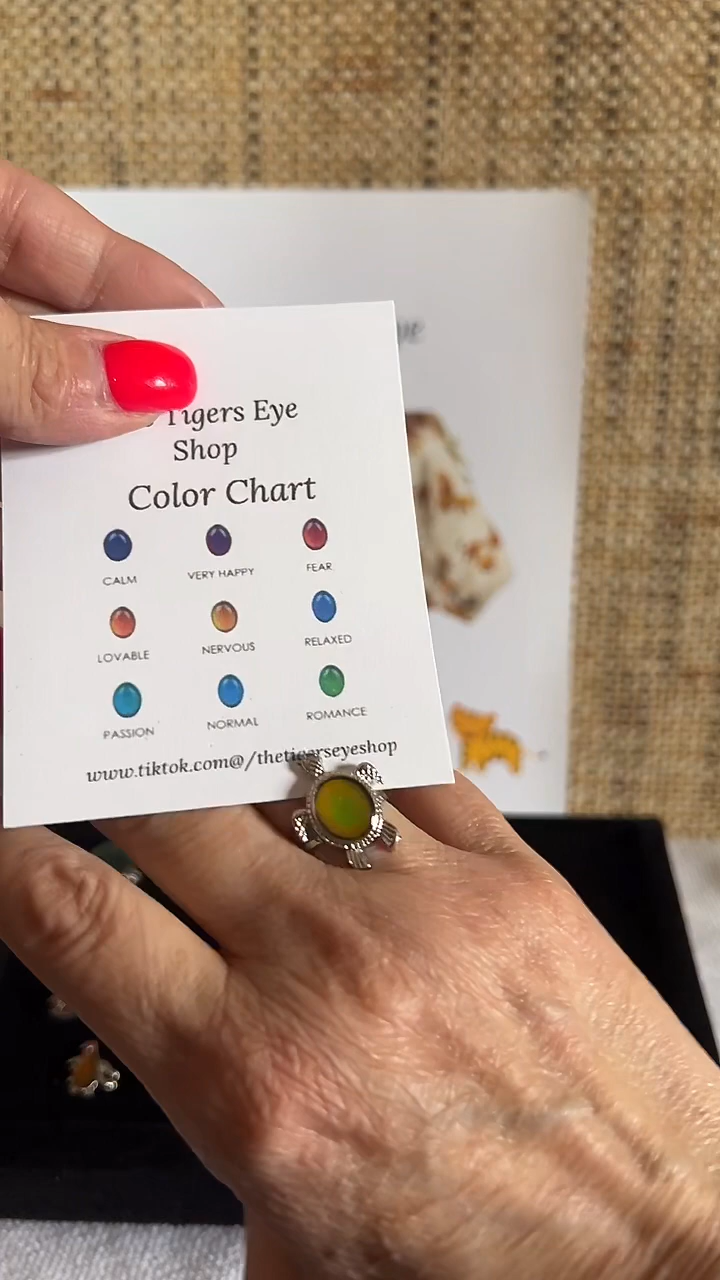 Tigers Eye
Shop
Color Chart
CALM
VERY HAPPY
FEAR
LOVABLE
NERVOUS
RELAXED
PASSION
NORMAL
ROMANCE
www.tiktok.com@/thetigerseyeshop